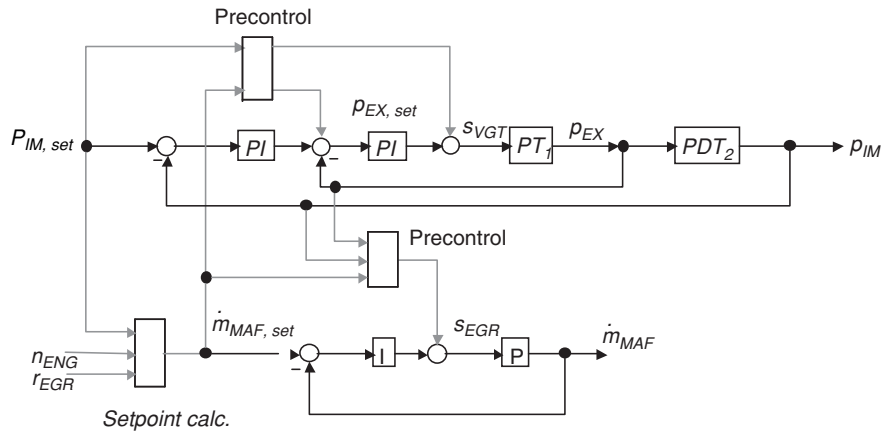 Precontrol
p_EX, set
P_IM, set
s_VGT
p_EX
PI
PI
PT_1
PDT_2
p_IM
-
-
Precontrol
ṁ_MAF, set
s_EGR
ṁ_MAF
n_ENG
r_EGR
I
P
-
Setpoint calc.